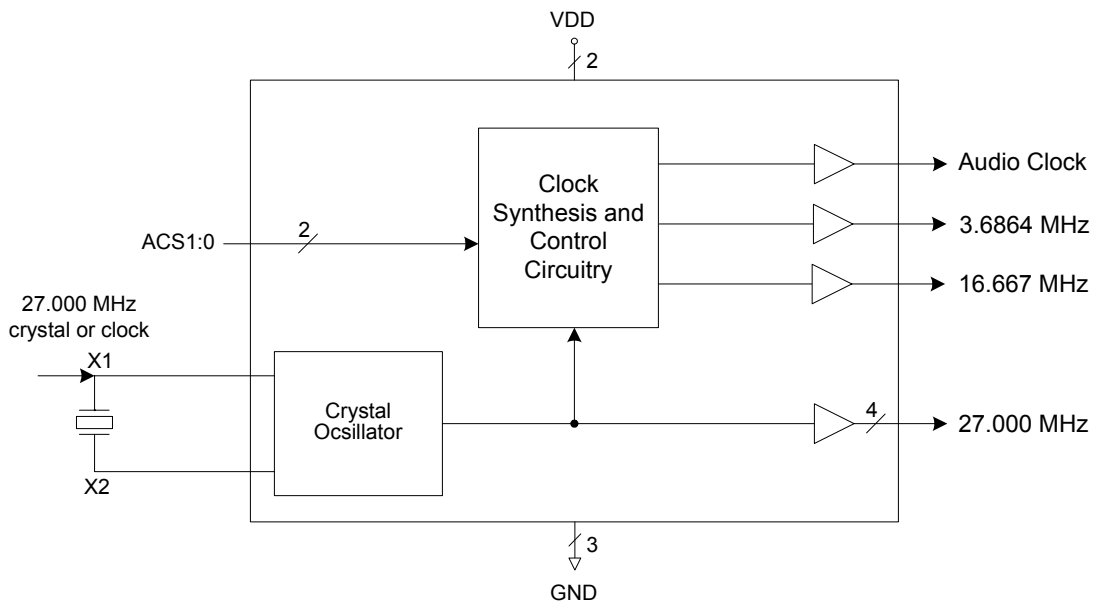 VDD
2
Clock
Synthesis and
Control
Circuitry
Audio Clock
3.6864 MHz
16.667 MHz
ACS1:0
2
27.000 MHz
crystal or clock
X1
X2
Crystal
Ocsillator
4
27.000 MHz
3
GND